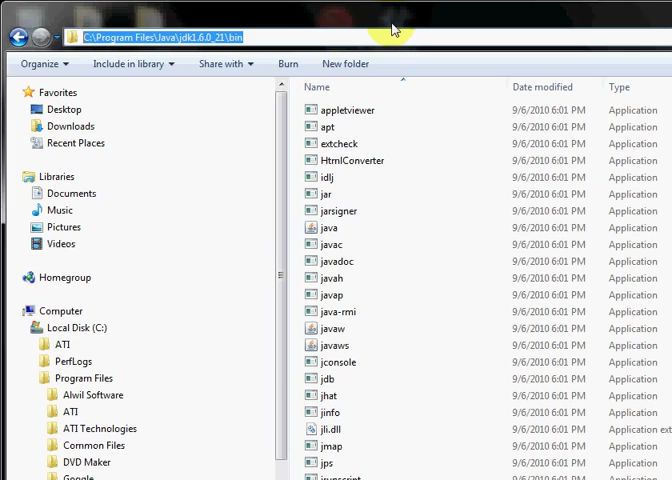 C:\Program Files\Java\jdk1.6.0_21\bin
Organize Include in library Share with Burn New folder
Name Date modified Type
Favorites
Desktop
Downloads
Recent Places
Libraries
Documents
Music
Pictures
Videos
Homegroup
Computer
Local Disk (C:)
ATI
PerfLogs
Program Files
Alwil Software
ATI
ATI Technologies
Common Files
DVD Maker
Google
appletviewer 9/6/2010 6:01 PM Application
apt 9/6/2010 6:01 PM Application
extcheck 9/6/2010 6:01 PM Application
HtmlConverter 9/6/2010 6:01 PM Application
idlj 9/6/2010 6:01 PM Application
jar 9/6/2010 6:01 PM Application
jarsigner 9/6/2010 6:01 PM Application
java 9/6/2010 6:01 PM Application
javac 9/6/2010 6:01 PM Application
javadoc 9/6/2010 6:01 PM Application
javah 9/6/2010 6:01 PM Application
javap 9/6/2010 6:01 PM Application
java-rmi 9/6/2010 6:01 PM Application
javaw 9/6/2010 6:01 PM Application
javaws 9/6/2010 6:01 PM Application
jconsole 9/6/2010 6:01 PM Application
jdb 9/6/2010 6:01 PM Application
jhat 9/6/2010 6:01 PM Application
jinfo 9/6/2010 6:01 PM Application
jli.dll 9/6/2010 6:01 PM Application ext
jmap 9/6/2010 6:01 PM Application
jps 9/6/2010 6:01 PM Application
jrunscript 9/6/2010 6:01 PM Application